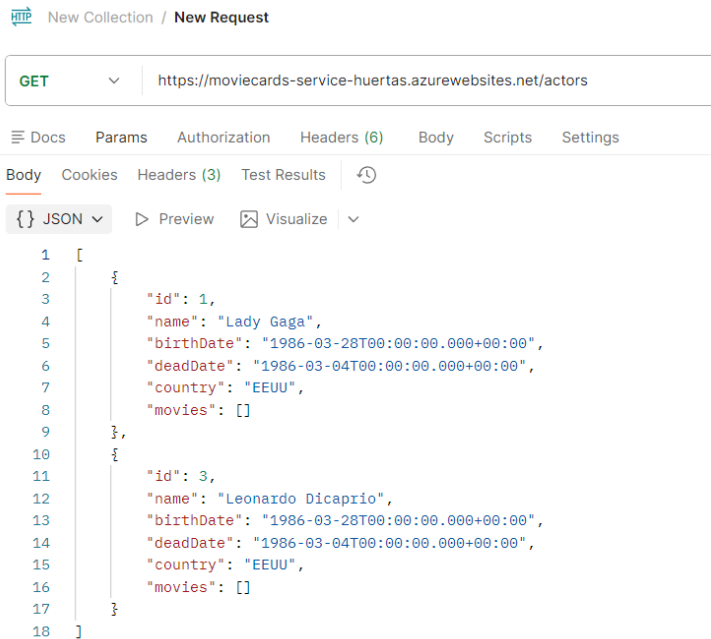 HTTP New Collection / New Request
GET https://moviecards-service-huertas.azurewebsites.net/actors
Docs Params Authorization Headers (6) Body Scripts Settings
Body Cookies Headers (3) Test Results
{} JSON Preview Visualize
1 [
2 {
3 "id": 1,
4 "name": "Lady Gaga",
5 "birthDate": "1986-03-28T00:00:00.000+00:00",
6 "deadDate": "1986-03-04T00:00:00.000+00:00",
7 "country": "EEUU",
8 "movies": []
9 },
10 {
11 "id": 3,
12 "name": "Leonardo Dicaprio",
13 "birthDate": "1986-03-28T00:00:00.000+00:00",
14 "deadDate": "1986-03-04T00:00:00.000+00:00",
15 "country": "EEUU",
16 "movies": []
17 }
18 ]